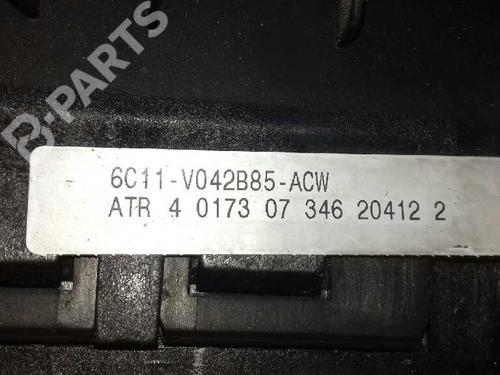 B-PARTS
6C11-V042B85-ACW
ATR 4 0173 07 346 20412 2